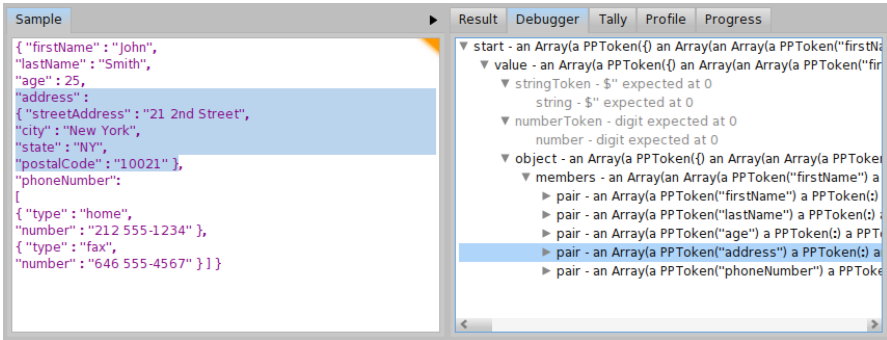 Sample
{ "firstName" : "John",
"lastName" : "Smith",
"age" : 25,
"address" :
{ "streetAddress" : "21 2nd Street",
"city" : "New York",
"state" : "NY",
"postalCode" : "10021" },
"phoneNumber":
[
{ "type" : "home",
"number" : "212 555-1234" },
{ "type" : "fax",
"number" : "646 555-4567" } ] }
Result Debugger Tally Profile Progress
start - an Array(a PPToken({) an Array(an Array(a PPToken("firstNa
value - an Array(a PPToken({) an Array(an Array(a PPToken("fir
stringToken - $" expected at 0
string - $" expected at 0
numberToken - digit expected at 0
number - digit expected at 0
object - an Array(a PPToken({) an Array(an Array(a PPToken
members - an Array(an Array(a PPToken("firstName") a
pair - an Array(a PPToken("firstName") a PPToken(:)
pair - an Array(a PPToken("lastName") a PPToken(:) a
pair - an Array(a PPToken("age") a PPToken(:) a PPTo
pair - an Array(a PPToken("address") a PPToken(:) a
pair - an Array(a PPToken("phoneNumber") a PPToke